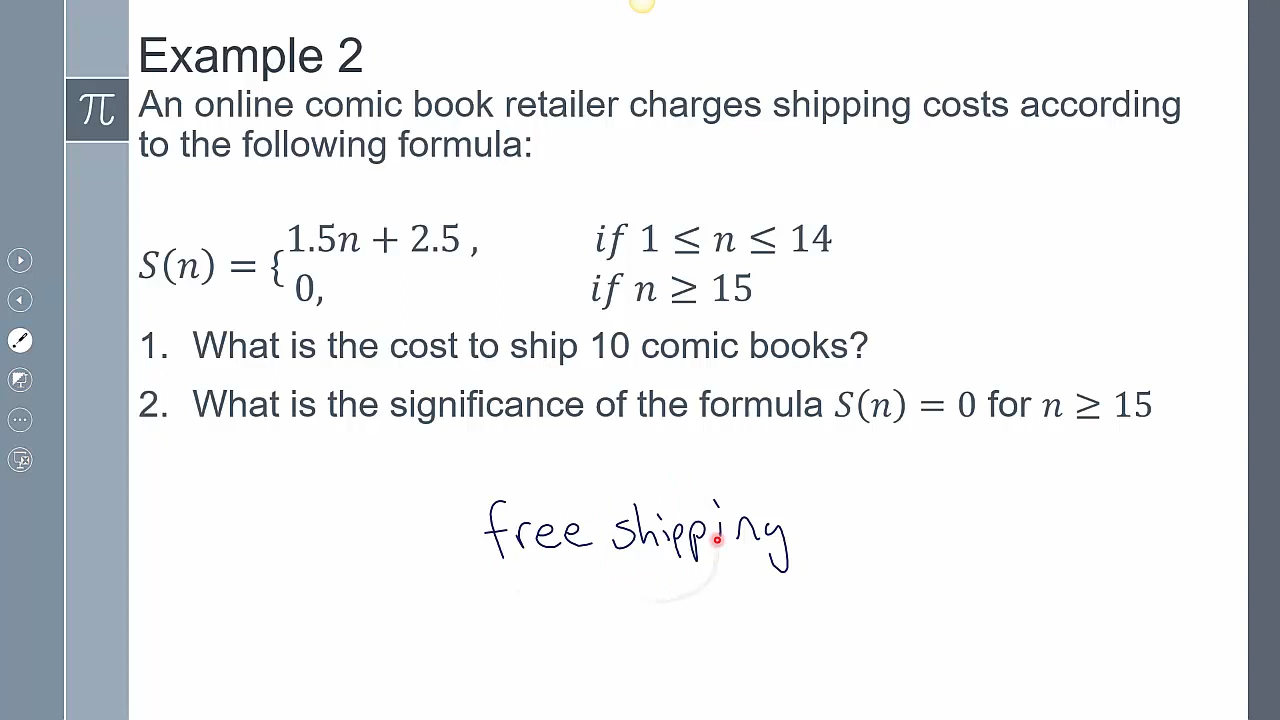 Example 2
π
An online comic book retailer charges shipping costs according
to the following formula:
1.5n + 2.5 , if 1 ≤ n ≤ 14
S(n) = {
0, if n ≥ 15
1. What is the cost to ship 10 comic books?
2. What is the significance of the formula S(n) = 0 for n ≥ 15
free shipping